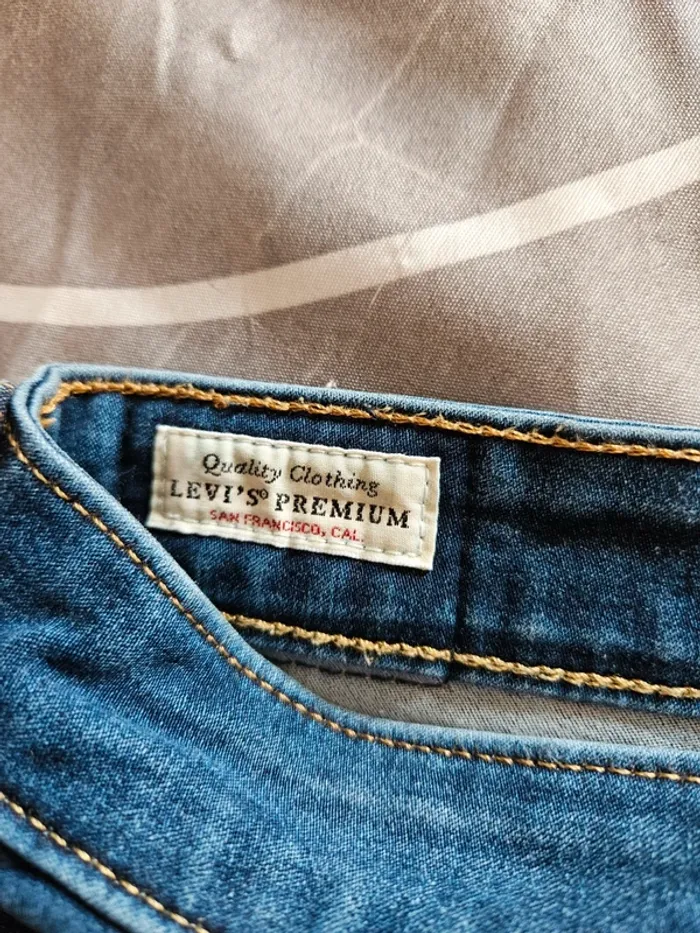 Quality Clothing
LEVI'S® PREMIUM
SAN FRANCISCO, CAL.